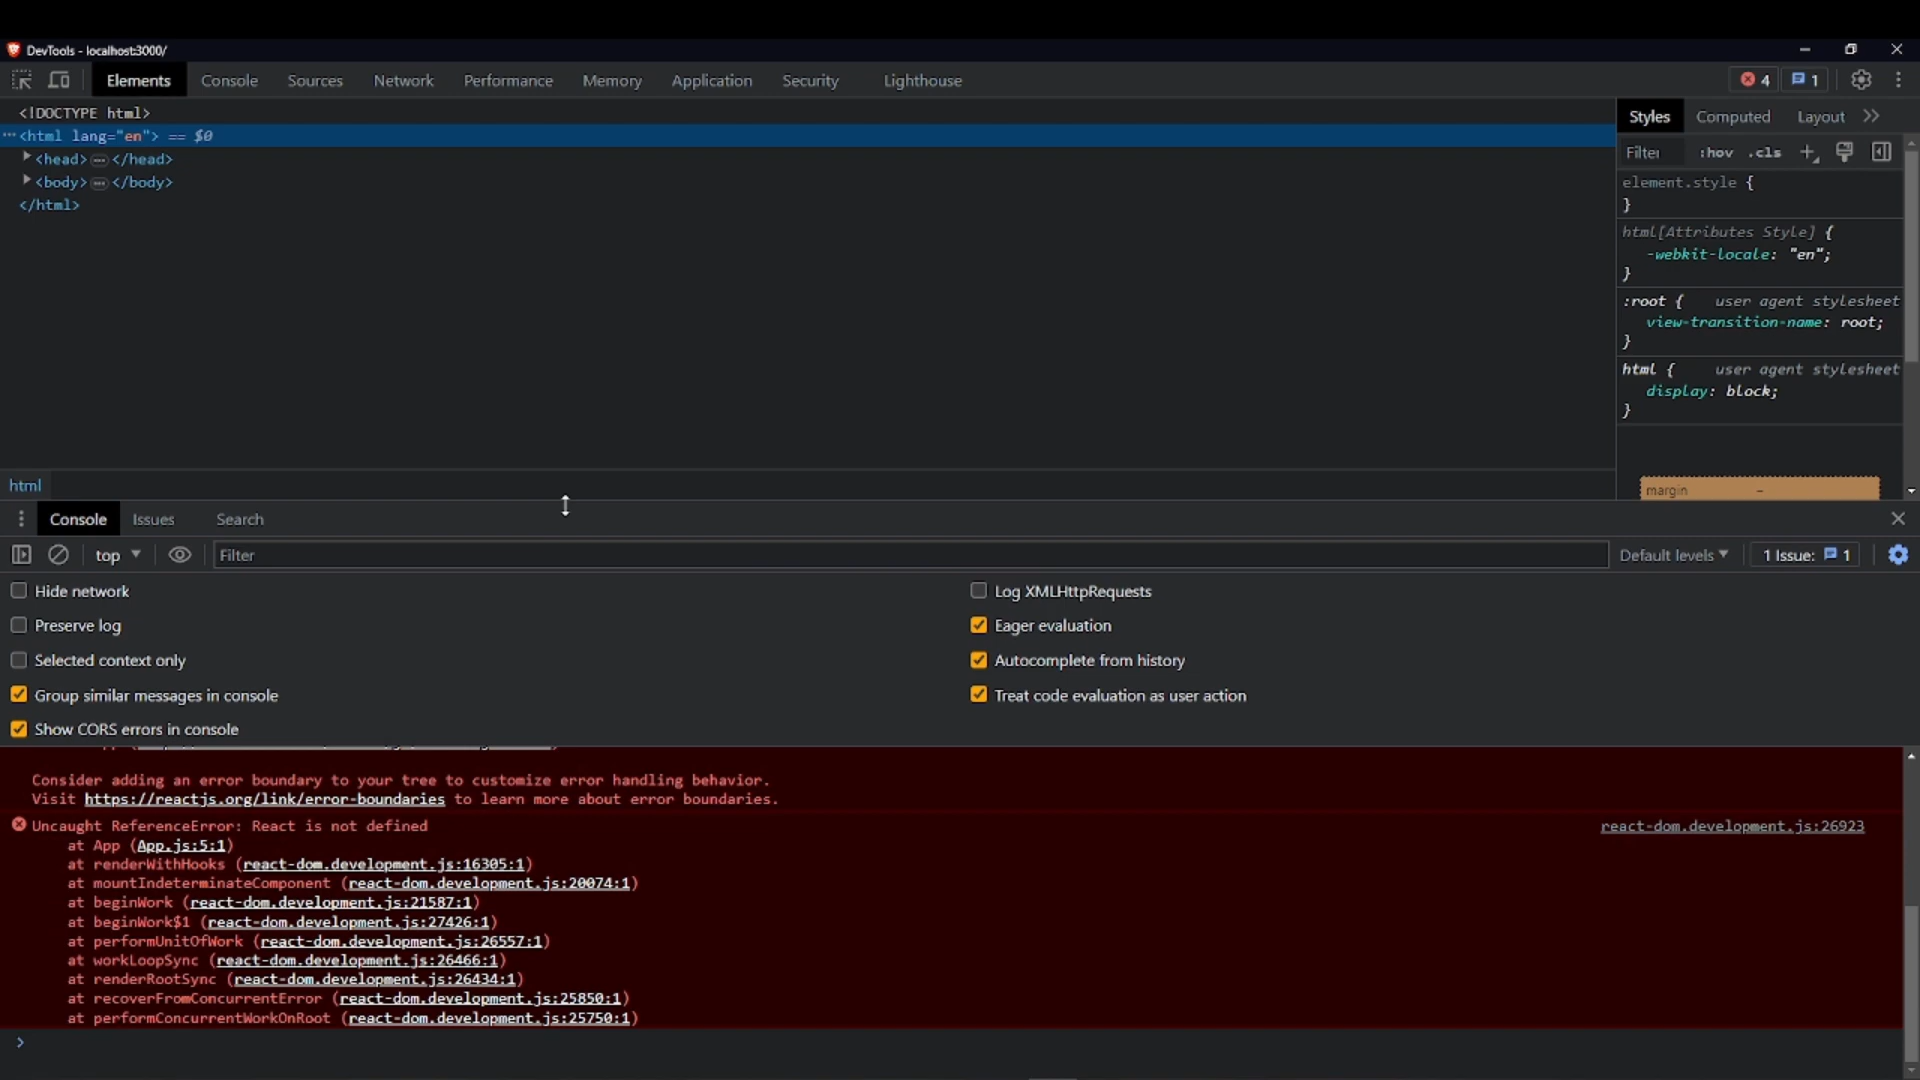 DevTools - localhost:3000/
Elements Console Sources Network Performance Memory Application Security Lighthouse 4 1
<!DOCTYPE html>
<html lang="en"> == $0
<head> </head>
<body> </body>
</html>
Styles Computed Layout
Filter :hov .cls
element.style {
}
html[Attributes Style] {
-webkit-locale: "en";
}
:root { user agent stylesheet
view-transition-name: root;
}
html { user agent stylesheet
display: block;
}
margin -
html
Console Issues Search
top Filter Default levels 1 Issue: 1
Hide network
Log XMLHttpRequests
Preserve log
Eager evaluation
Selected context only
Autocomplete from history
Group similar messages in console
Treat code evaluation as user action
Show CORS errors in console
Consider adding an error boundary to your tree to customize error handling behavior.
Visit https://reactjs.org/link/error-boundaries to learn more about error boundaries.
Uncaught ReferenceError: React is not defined react-dom.development.js:26923
at App (App.js:5:1)
at renderWithHooks (react-dom.development.js:16305:1)
at mountIndeterminateComponent (react-dom.development.js:20074:1)
at beginWork (react-dom.development.js:21587:1)
at beginWork$1 (react-dom.development.js:27426:1)
at performUnitOfWork (react-dom.development.js:26557:1)
at workLoopSync (react-dom.development.js:26466:1)
at renderRootSync (react-dom.development.js:26434:1)
at recoverFromConcurrentError (react-dom.development.js:25850:1)
at performConcurrentWorkOnRoot (react-dom.development.js:25750:1)